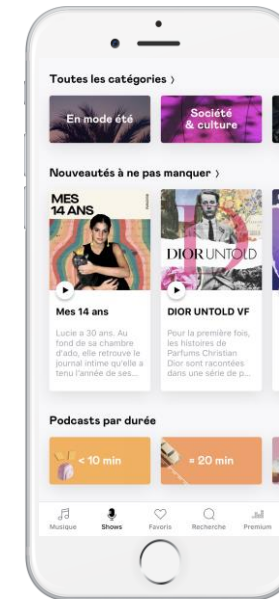 Toutes les catégories >
En mode été
Société
& culture
Nouveautés à ne pas manquer >
MES
14 ANS
DIOR UNTOLD
Mes 14 ans
Lucie a 30 ans. Au
fond de sa chambre
d'ado, elle retrouve le
journal intime qu'elle a
tenu l'année de ses...
DIOR UNTOLD VF
Pour la première fois,
les histoires de
Parfums Christian
Dior sont racontées
dans une série de p...
Podcasts par durée
< 10 min
≈ 20 min
Musique
Shows
Favoris
Recherche
Premium